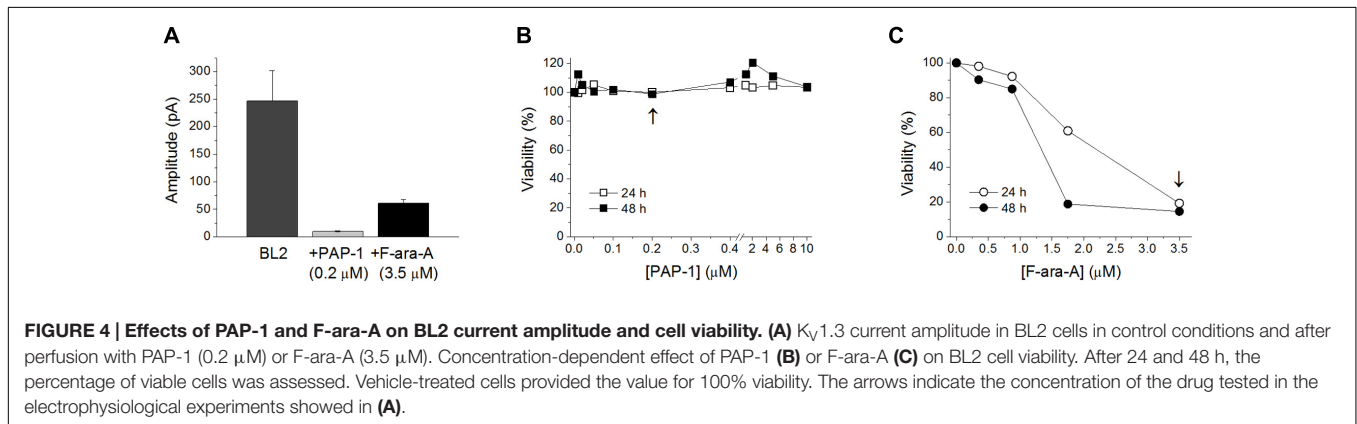 A
Amplitude (pA)
300
250
200
150
100
50
0
BL2 +PAP-1 +F-ara-A
(0.2 μM) (3.5 μM)
B
Viability (%)
120
100
80
60
40
20
0
24 h
48 h
↑
0.0 0.1 0.2 0.3 0.4 2 4 6 8 10
[PAP-1] (μM)
C
Viability (%)
100
80
60
40
20
0
24 h
48 h
↓
0.0 0.5 1.0 1.5 2.0 2.5 3.0 3.5
[F-ara-A] (μM)
FIGURE 4 | Effects of PAP-1 and F-ara-A on BL2 current amplitude and cell viability. (A) KV1.3 current amplitude in BL2 cells in control conditions and after
perfusion with PAP-1 (0.2 μM) or F-ara-A (3.5 μM). Concentration-dependent effect of PAP-1 (B) or F-ara-A (C) on BL2 cell viability. After 24 and 48 h, the
percentage of viable cells was assessed. Vehicle-treated cells provided the value for 100% viability. The arrows indicate the concentration of the drug tested in the
electrophysiological experiments showed in (A).